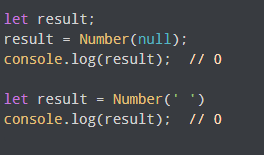 let result;
result = Number(null);
console.log(result);  // 0
let result = Number(' ')
console.log(result);  // 0